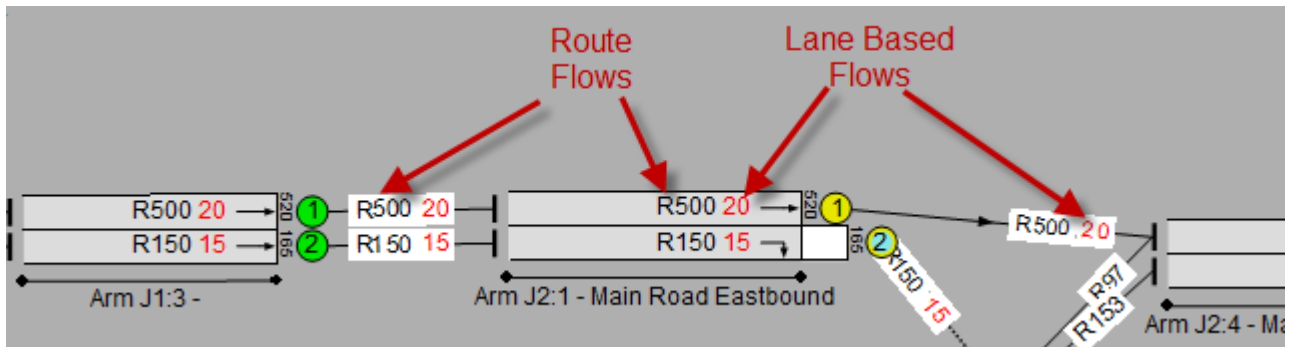 Route
Flows
Lane Based
Flows
R500 20
520
1
R500 20
R500 20
520
1
R500 20
R150 15
165
2
R150 15
R150 15
165
2
R150 15
R97
R153
Arm J1:3 -
Arm J2:1 - Main Road Eastbound
Arm J2:4 - Ma